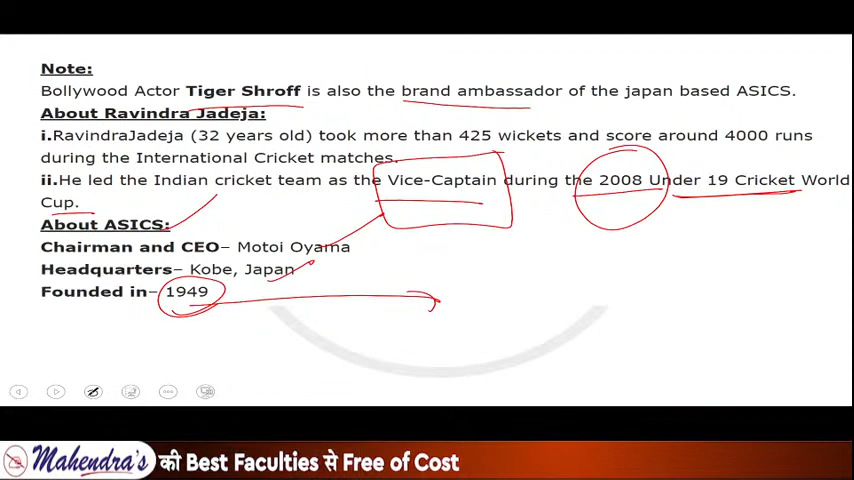 Note:
Bollywood Actor Tiger Shroff is also the brand ambassador of the japan based ASICS.
About Ravindra Jadeja:
i.RavindraJadeja (32 years old) took more than 425 wickets and score around 4000 runs
during the International Cricket matches.
ii.He led the Indian cricket team as the Vice-Captain during the 2008 Under 19 Cricket World
Cup.
About ASICS:
Chairman and CEO– Motoi Oyama
Headquarters– Kobe, Japan
Founded in– 1949
Mahendra's की Best Faculties से Free of Cost